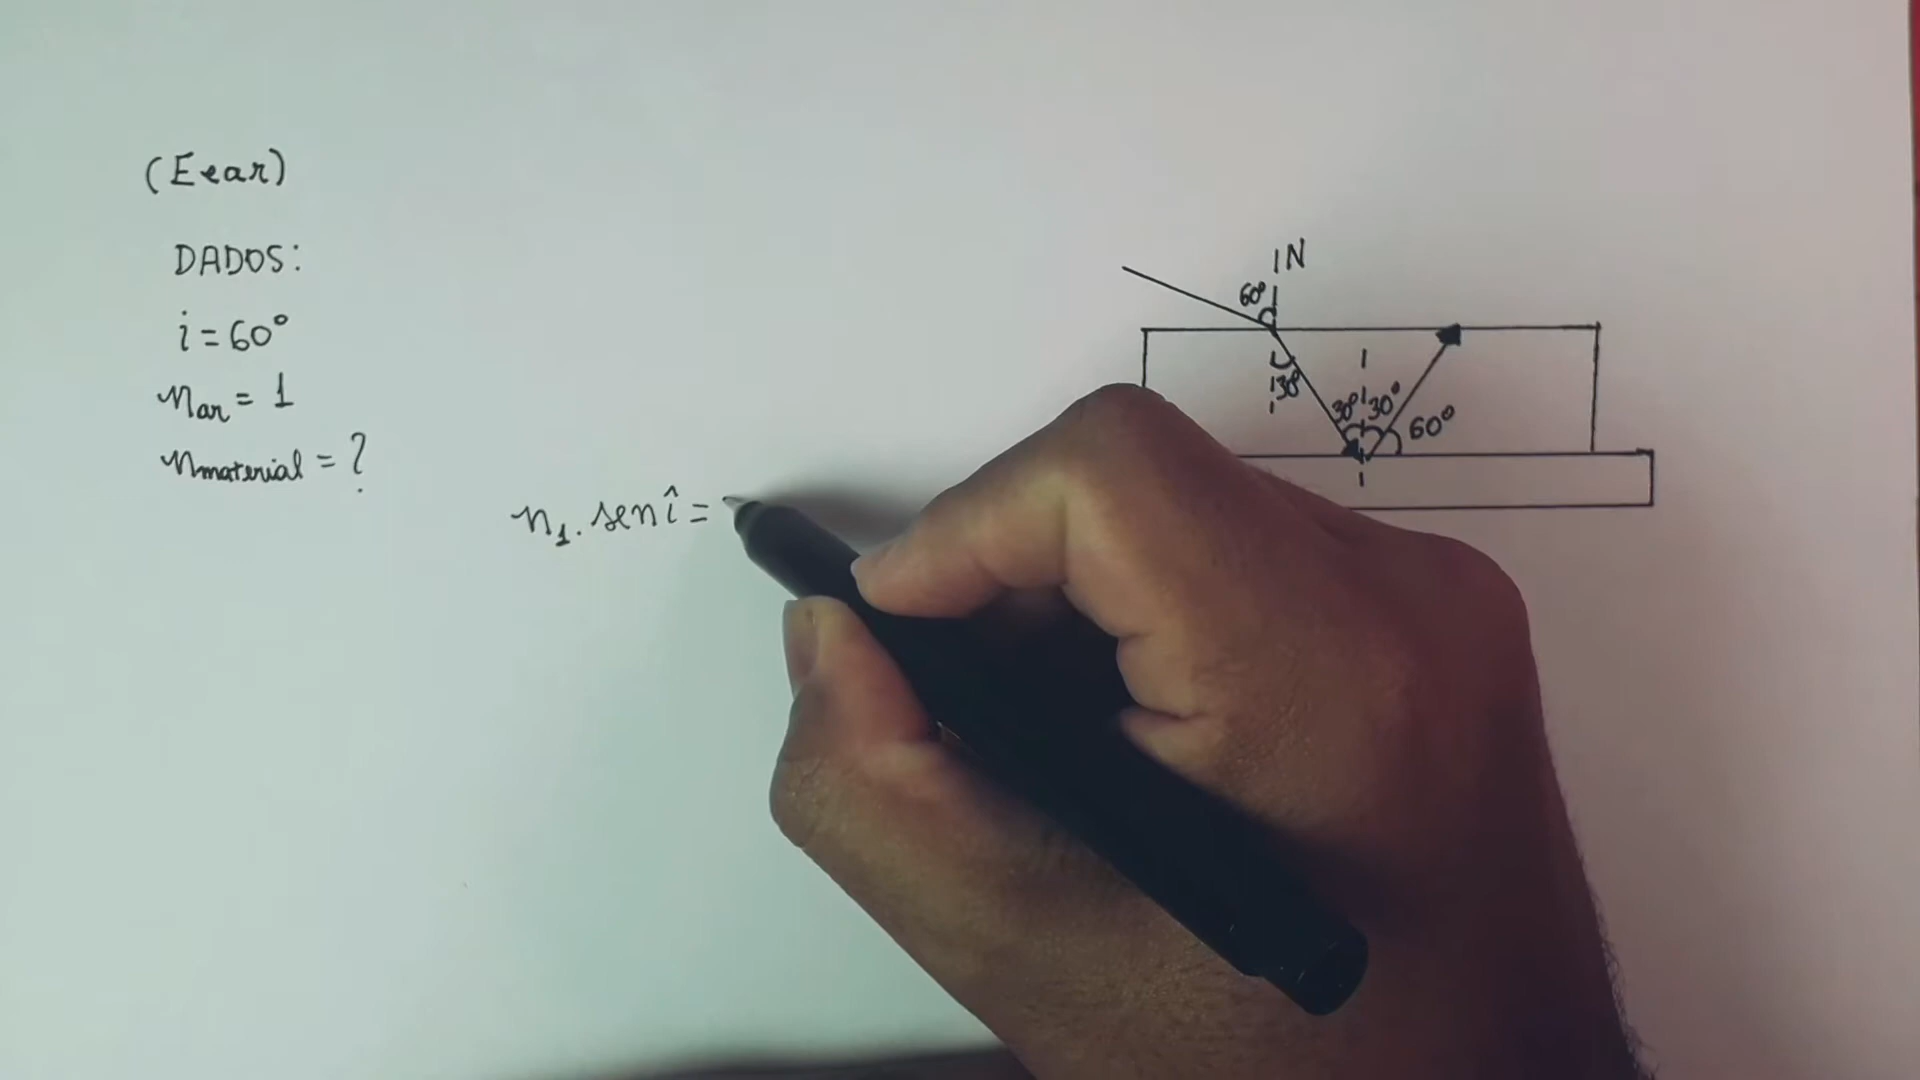 (Eear)
DADOS:
i = 60°
nar = 1
nmaterial = ?
n1. sen î =
N
60°
30°
30° 30°
60°